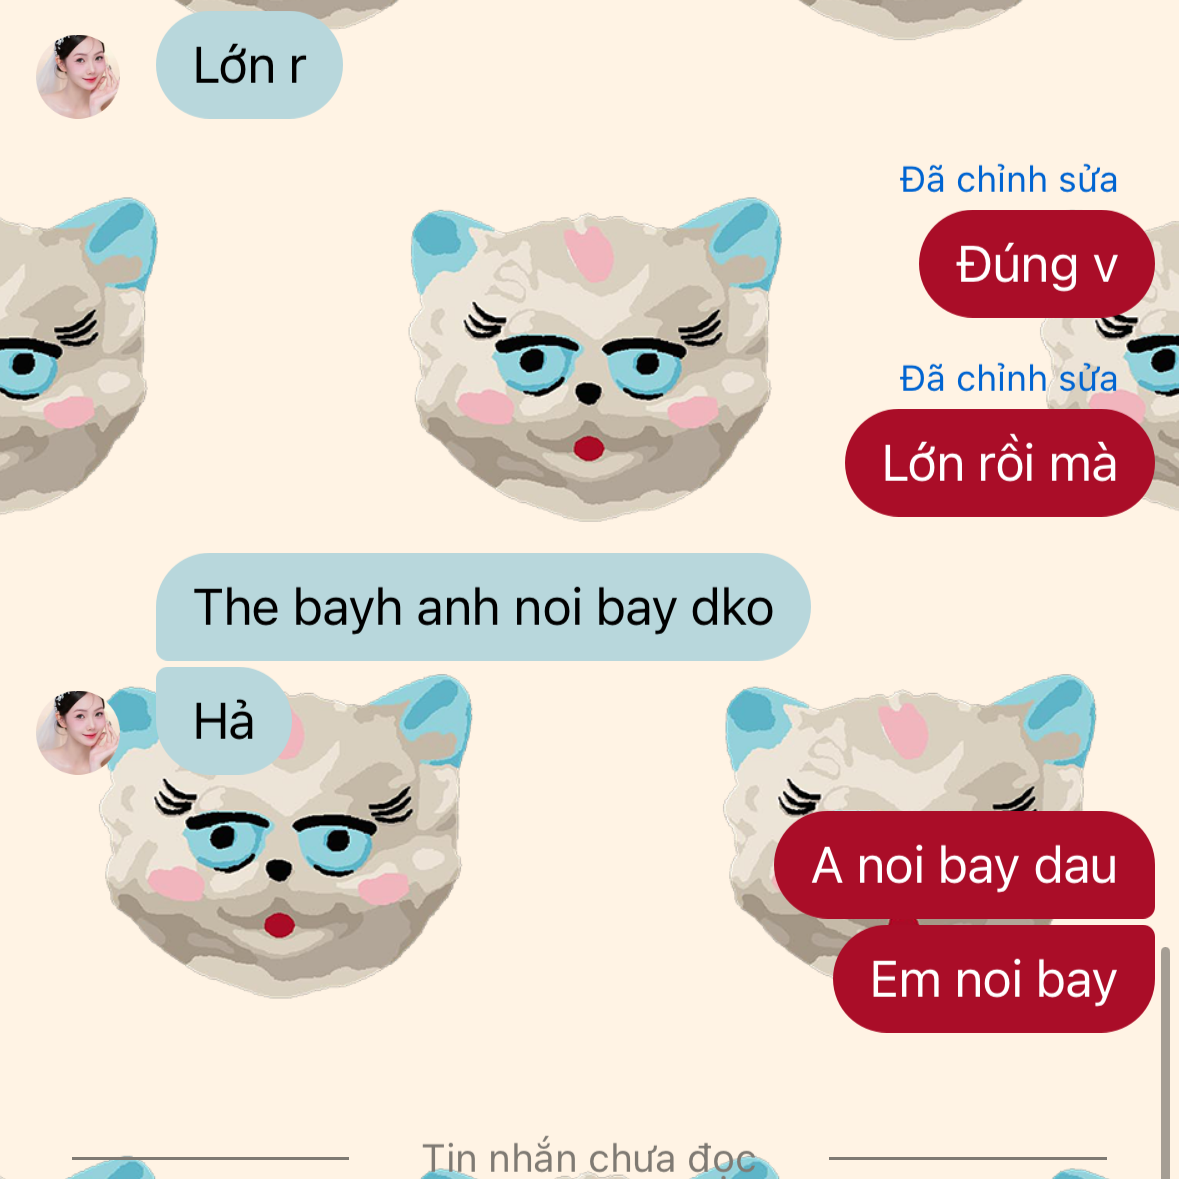 Lớn r
Đã chỉnh sửa
Đúng v
Đã chỉnh sửa
Lớn rồi mà
The bayh anh noi bay dko
Hả
A noi bay dau
Em noi bay
Tin nhắn chưa đọc